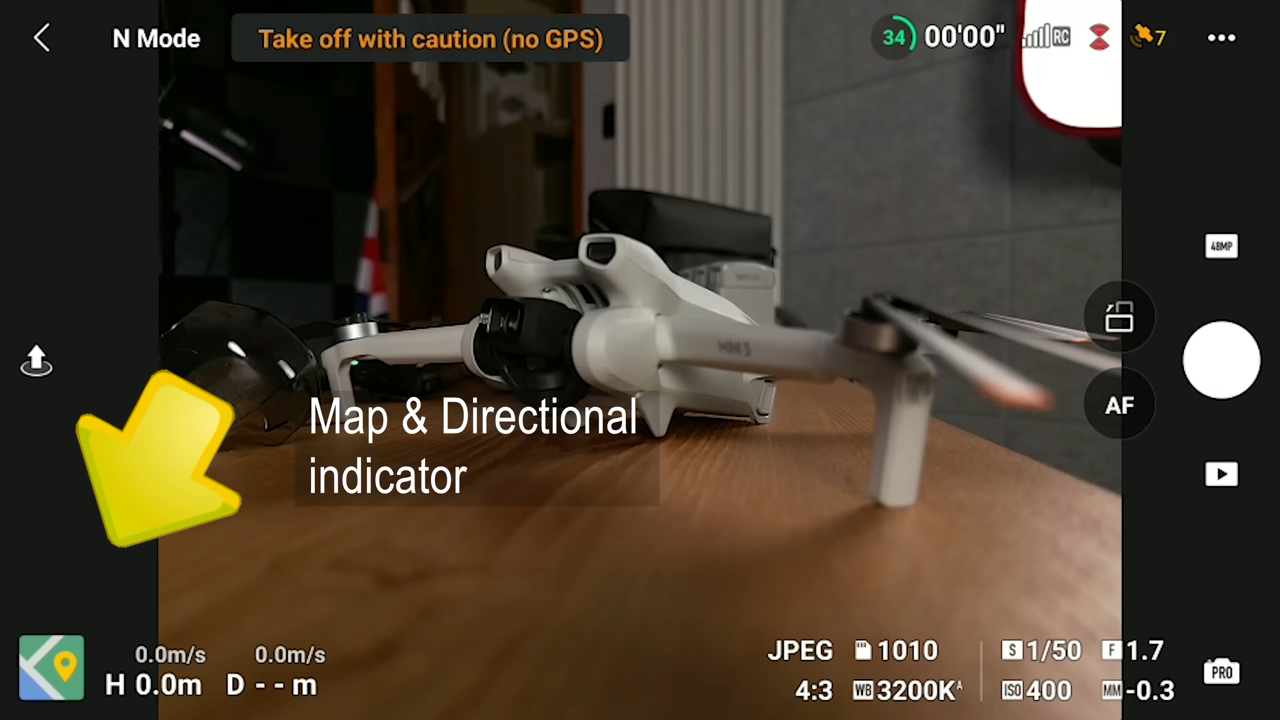 N Mode
Take off with caution (no GPS)
34
00'00"
RC
7
48MP
MINI 3
AF
Map & Directional
indicator
0.0m/s 0.0m/s
H 0.0m D - - m
JPEG 1010 S 1/50 F 1.7
4:3 WB 3200K A ISO 400 MM -0.3
PRO